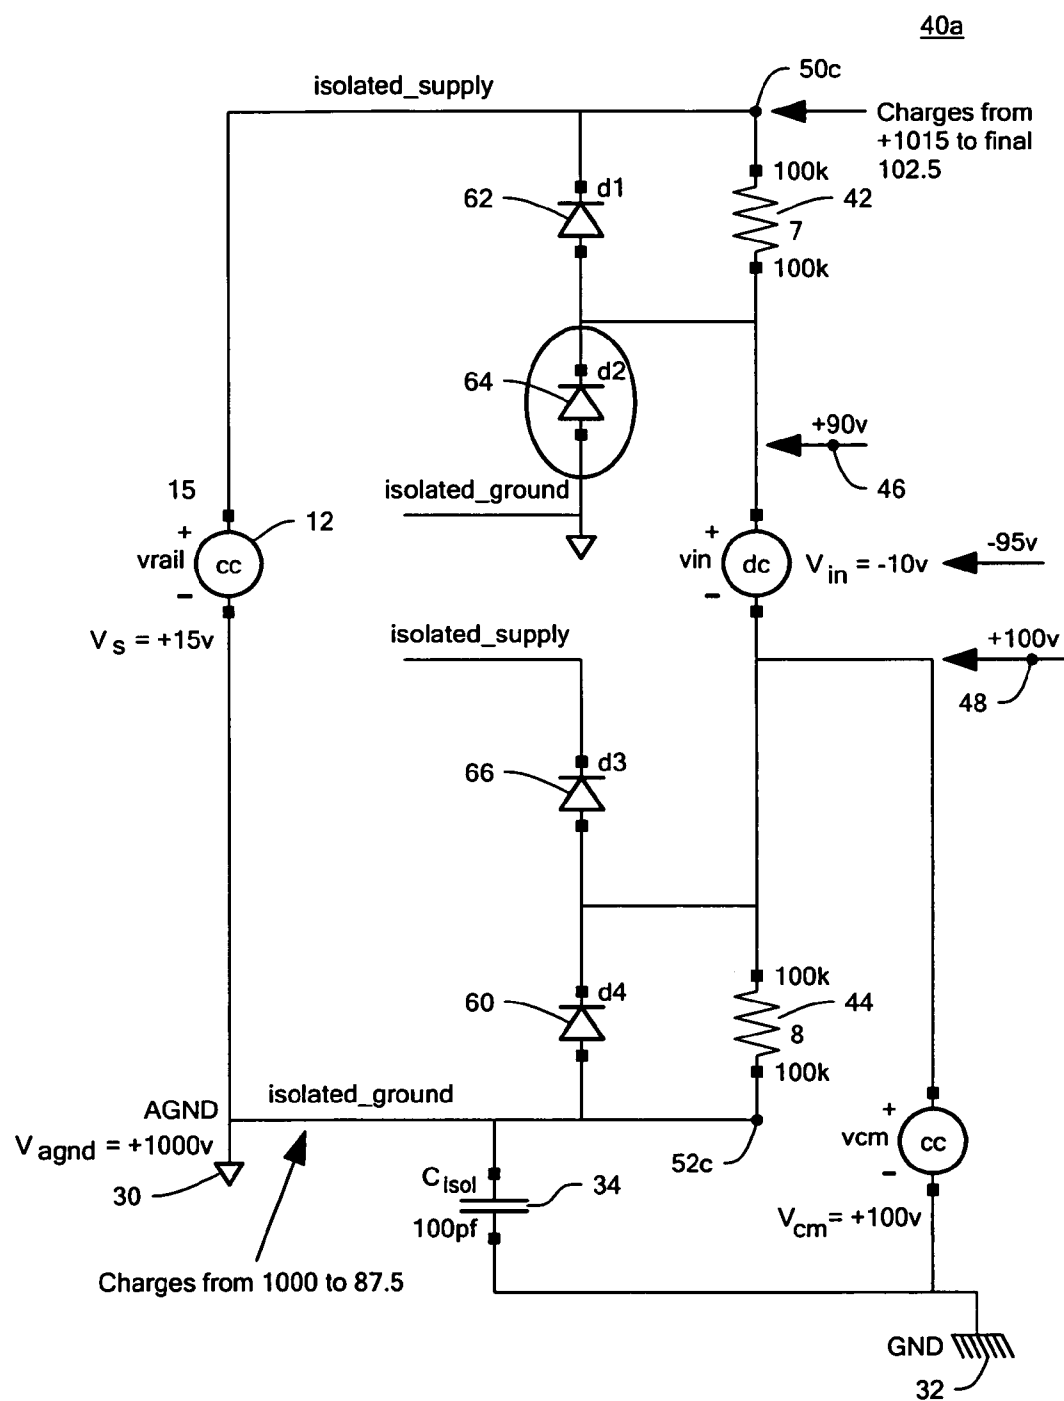 40a
isolated_supply
50c
Charges from
+1015 to final
102.5
62
d1
100k
42
7
100k
64
d2
+90v
46
isolated_ground
15
12
+
vrail
cc
−
V s = +15v
+
vin
dc
−
V in = -10v
-95v
isolated_supply
+100v
48
66
d3
60
d4
100k
44
8
100k
isolated_ground
AGND
V agnd = +1000v
30
52c
C isol
34
100pf
+
vcm
cc
−
V cm = +100v
Charges from 1000 to 87.5
GND
32